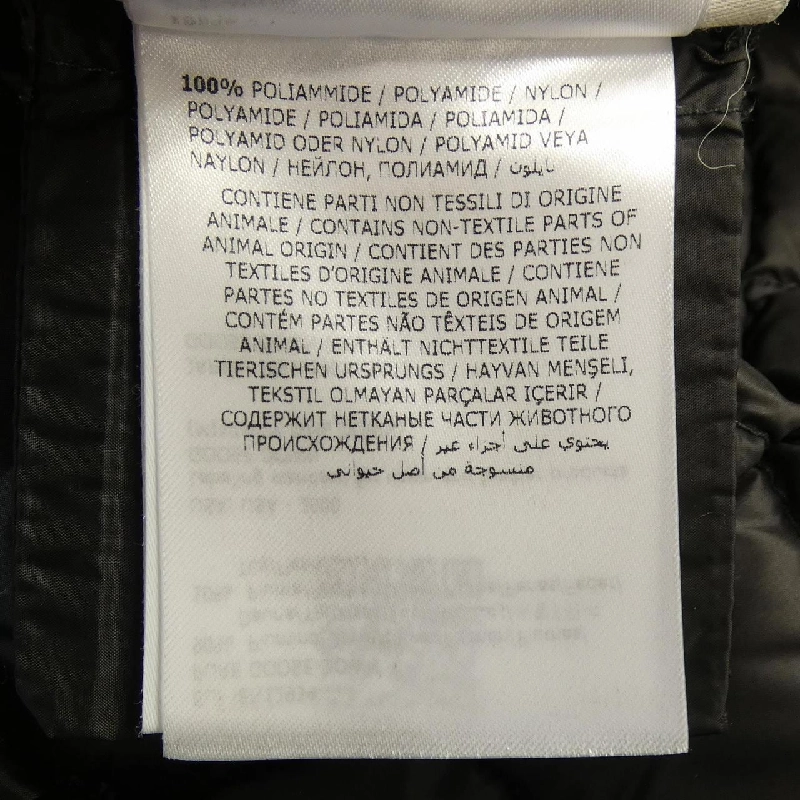 100% POLIAMMIDE / POLYAMIDE / NYLON /
POLYAMIDE / POLIAMIDA / POLIAMIDA /
POLYAMID ODER NYLON / POLYAMID VEYA
NAYLON / НЕЙГОН, ПОЛИАМИД / نايلون
CONTIENE PARTI NON TESSILI DI ORIGINE
ANIMALE / CONTAINS NON-TEXTILE PARTS OF
ANIMAL ORIGIN / CONTIENT DES PARTIES NON
TEXTILES D'ORIGINE ANIMALE / CONTIENE
PARTES NO TEXTILES DE ORIGEN ANIMAL /
CONTÉM PARTES NÃO TÊXTEIS DE ORIGEM
ANIMAL / ENTHÄLT NICHTTEXTILE TEILE
TIERISCHEN URSPRUNGS / HAYVAN MENŞELI,
TEKSTIL OLMAYAN PARÇALAR IÇERIR /
СОДЕРЖИТ НЕТКАНЫЕ ЧАСТИ ЖИВОТНОГО
ПРОИСХОЖДЕНИЯ / يحتوي على أجزاء غير
منسوجة من أصل حيواني